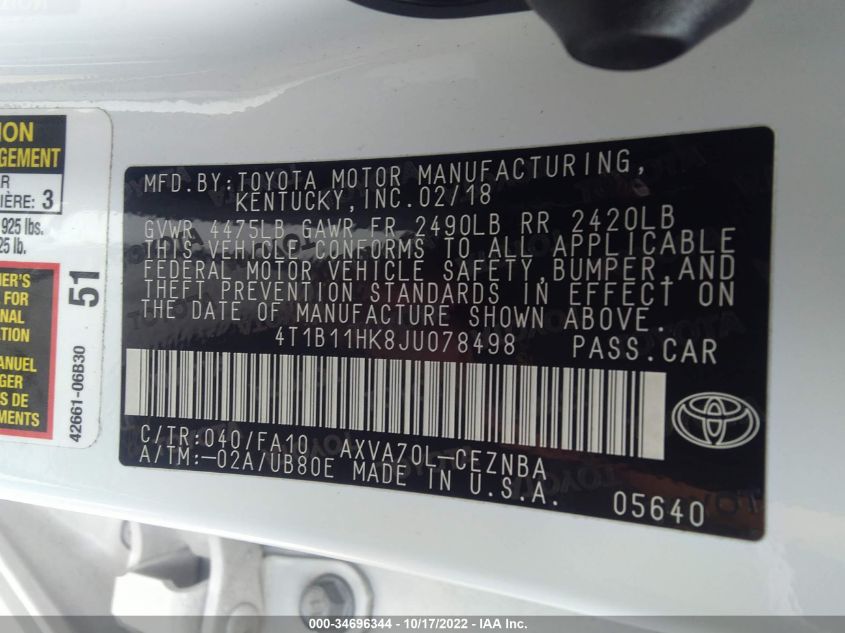 MFD.BY:TOYOTA MOTOR MANUFACTURING,
KENTUCKY, INC.02/18
GVWR 4475LB GAWR FR 2490LB RR 2420LB
THIS VEHICLE CONFORMS TO ALL APPLICABLE
FEDERAL MOTOR VEHICLE SAFETY,BUMPER,AND
THEFT PREVENTION STANDARDS IN EFFECT ON
THE DATE OF MANUFACTURE SHOWN ABOVE.
4T1B11HK8JU078498 PASS.CAR
C/TR:040/FA10 AXVA70L-CEZNBA
A/TM:-02A/UB80E MADE IN U.S.A.
05640
ION
GEMENT
R
IÈRE: 3
925 lbs.
25 lb.
ER'S
FOR
NAL
ATION
ANUEL
GER
S DE
MENTS
51
42661-06B30
000-34696344 - 10/17/2022 - IAA Inc.